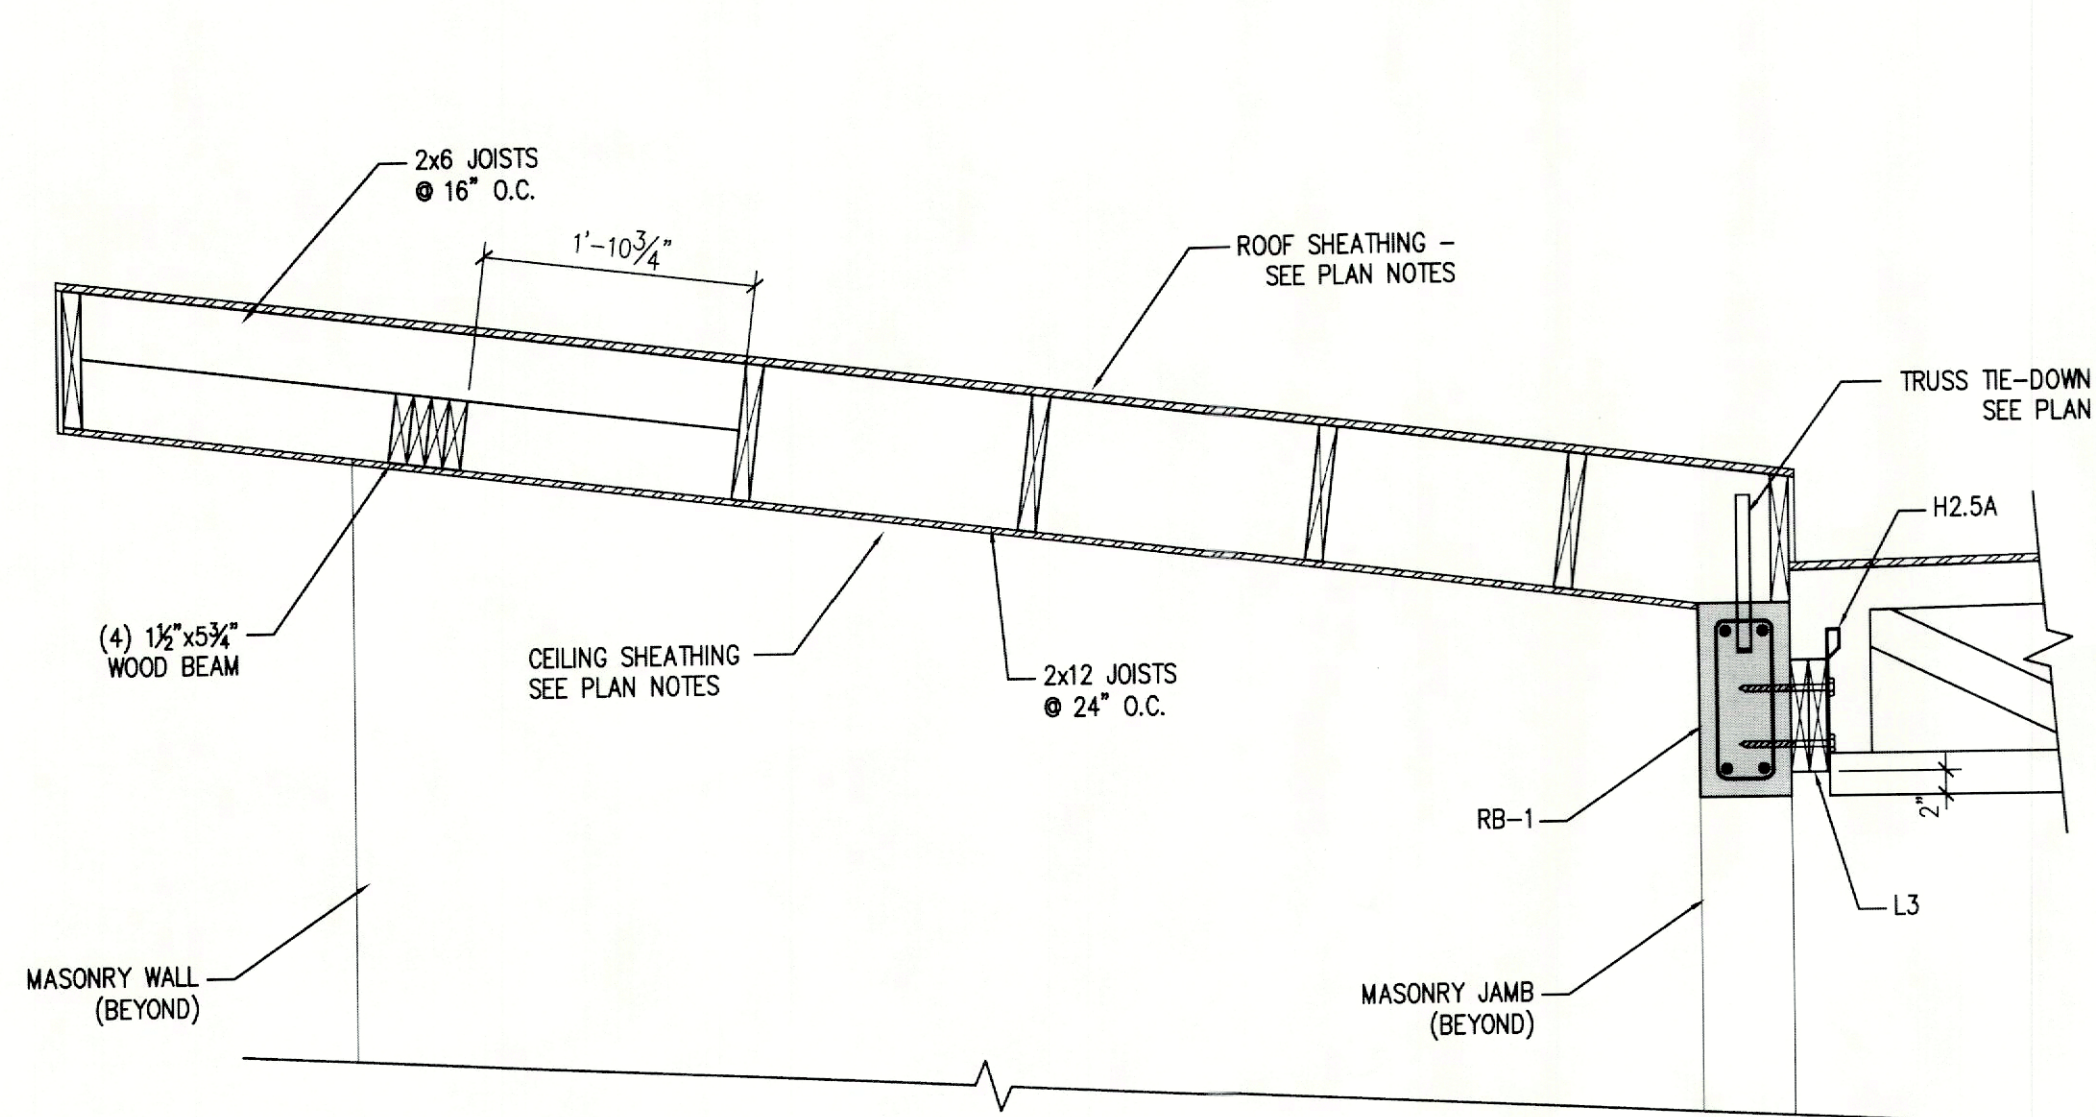 2x6 JOISTS
@ 16" O.C.
1'-10¾"
ROOF SHEATHING -
SEE PLAN NOTES
TRUSS TIE-DOWN
SEE PLAN
H2.5A
(4) 1½"x5¾"
WOOD BEAM
CEILING SHEATHING
SEE PLAN NOTES
2x12 JOISTS
@ 24" O.C.
RB-1
2"
L3
MASONRY WALL
(BEYOND)
MASONRY JAMB
(BEYOND)